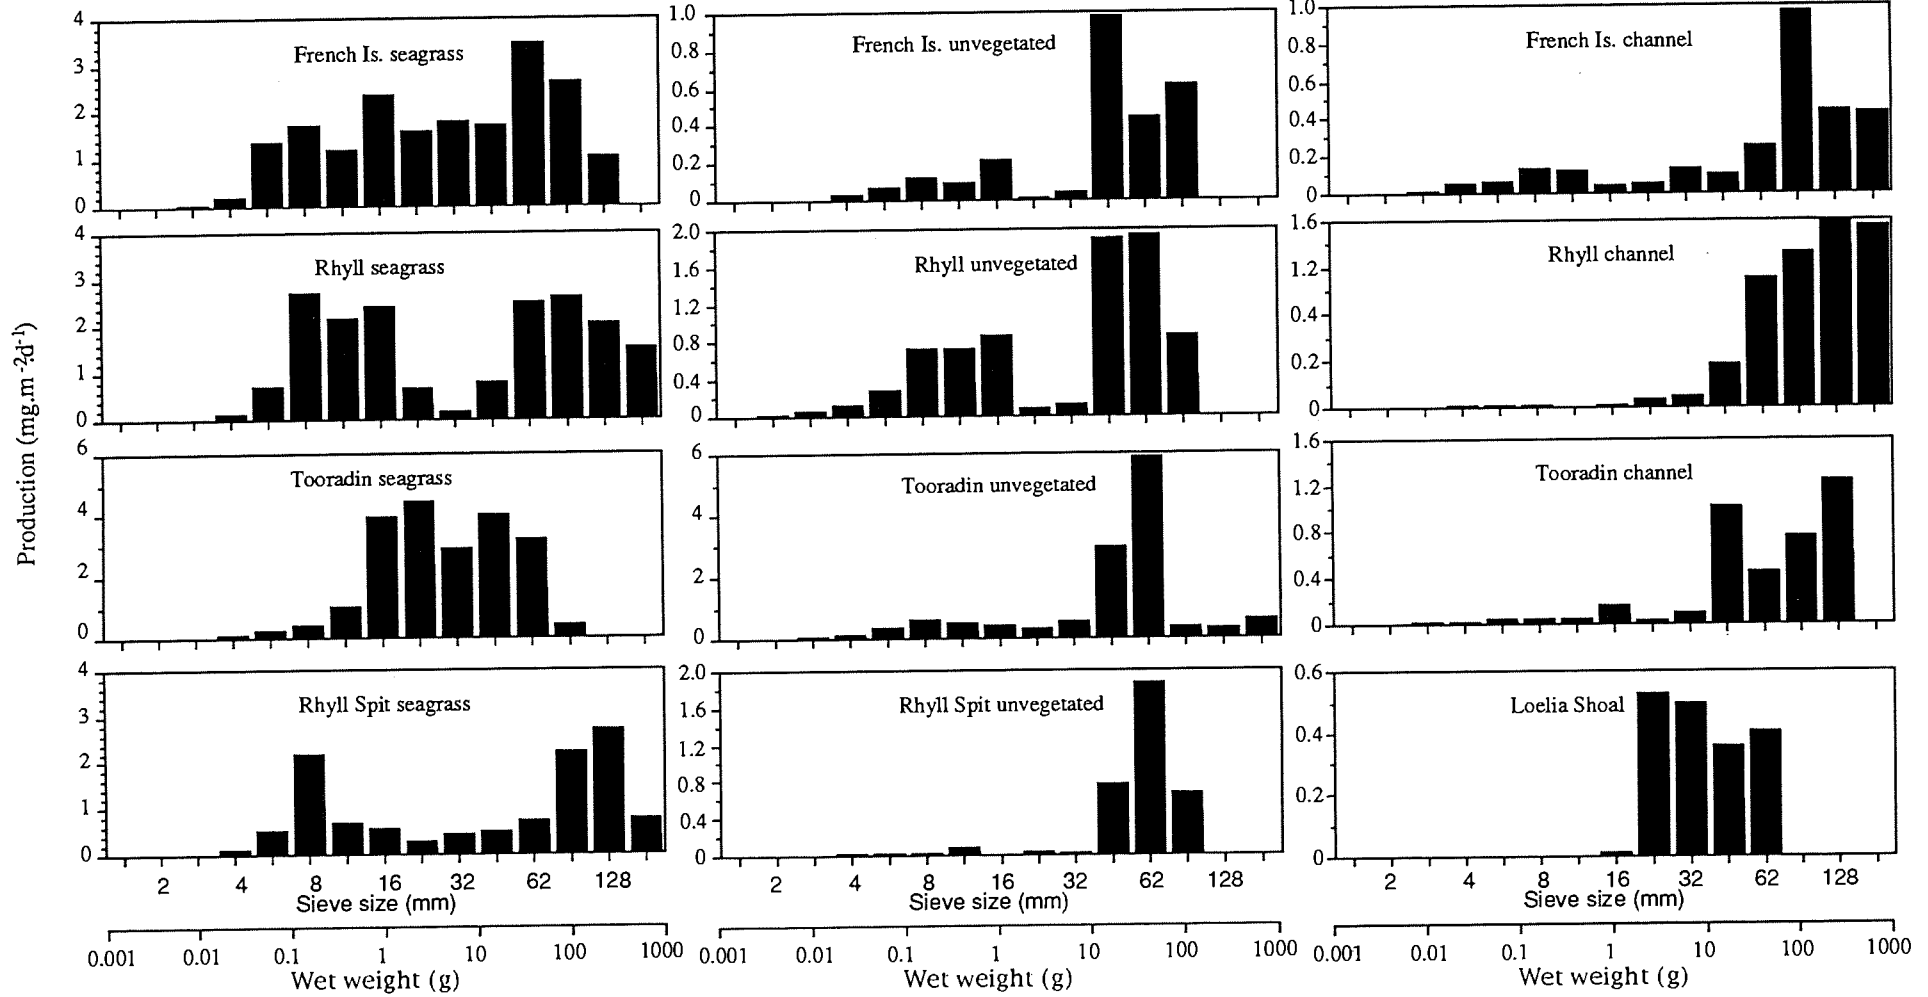 Production (mg.m⁻²d⁻¹)
French Is. seagrass
4
3
2
1
0
French Is. unvegetated
1.0
0.8
0.6
0.4
0.2
0
French Is. channel
1.0
0.8
0.6
0.4
0.2
0
Rhyll seagrass
4
3
2
1
0
Rhyll unvegetated
2.0
1.6
1.2
0.8
0.4
0
Rhyll channel
1.6
1.2
0.4
0.2
0
Tooradin seagrass
6
4
2
0
Tooradin unvegetated
6
4
2
0
Tooradin channel
1.6
1.2
0.8
0.4
0
Rhyll Spit seagrass
4
3
2
1
0
Rhyll Spit unvegetated
2.0
1.6
1.2
0.8
0.4
0
Loelia Shoal
0.6
0.4
0.2
0
2 4 8 16 32 62 128
Sieve size (mm)
0.001 0.01 0.1 1 10 100 1000
Wet weight (g)
2 4 8 16 32 62 128
Sieve size (mm)
0.001 0.01 0.1 1 10 100 1000
Wet weight (g)
2 4 8 16 32 62 128
Sieve size (mm)
0.001 0.01 0.1 1 10 100 1000
Wet weight (g)